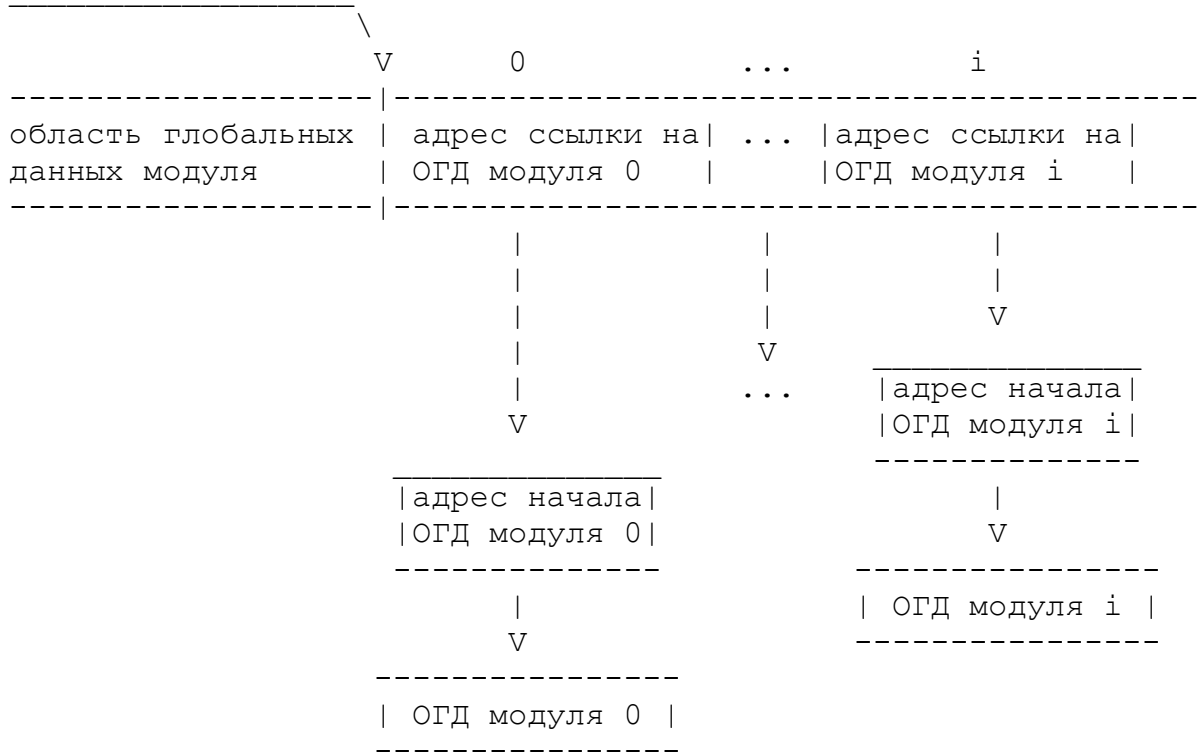 V 0 ... i
область глобальных | адрес ссылки на| ... |адрес ссылки на|
данных модуля | ОГД модуля 0 | |ОГД модуля i |
V
V
... |адрес начала|
V |ОГД модуля i|
|адрес начала| |
|ОГД модуля 0| V
| | ОГД модуля i |
V
| ОГД модуля 0 |